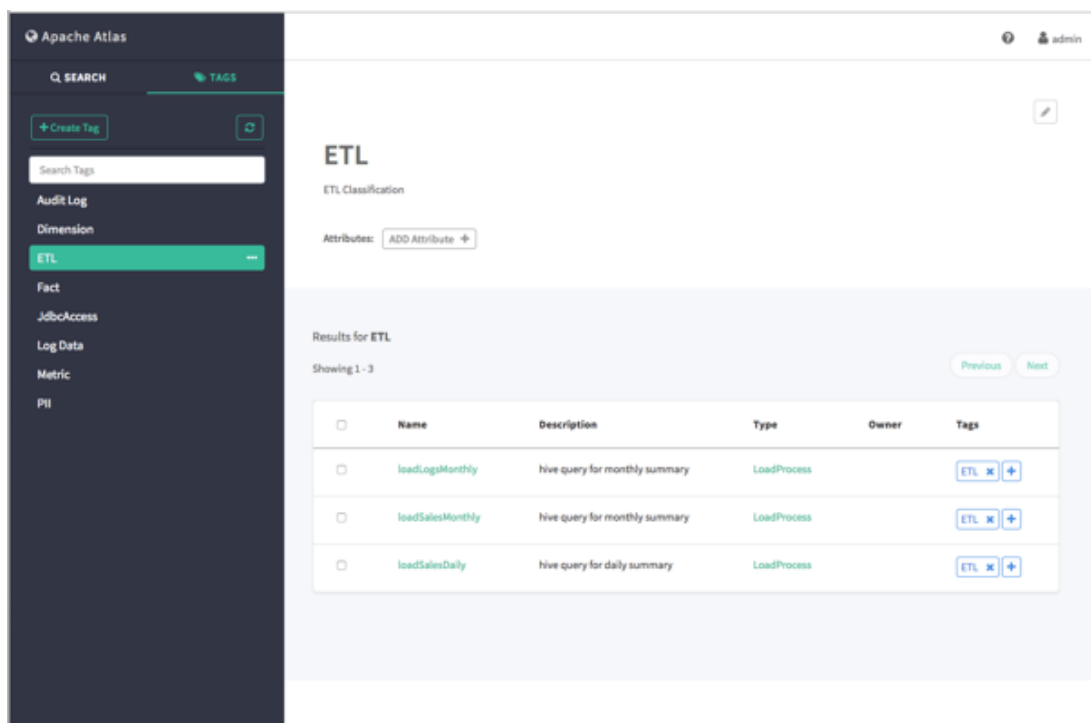 Apache Atlas
admin
SEARCH TAGS
+ Create Tag
Search Tags
Audit Log
Dimension
ETL
Fact
JdbcAccess
Log Data
Metric
PII
ETL
ETL Classification
Attributes: ADD Attribute +
Results for ETL
Showing 1 - 3
Previous Next
Name Description Type Owner Tags
loadLogsMonthly hive query for monthly summary LoadProcess ETL
loadSalesMonthly hive query for monthly summary LoadProcess ETL
loadSalesDaily hive query for daily summary LoadProcess ETL